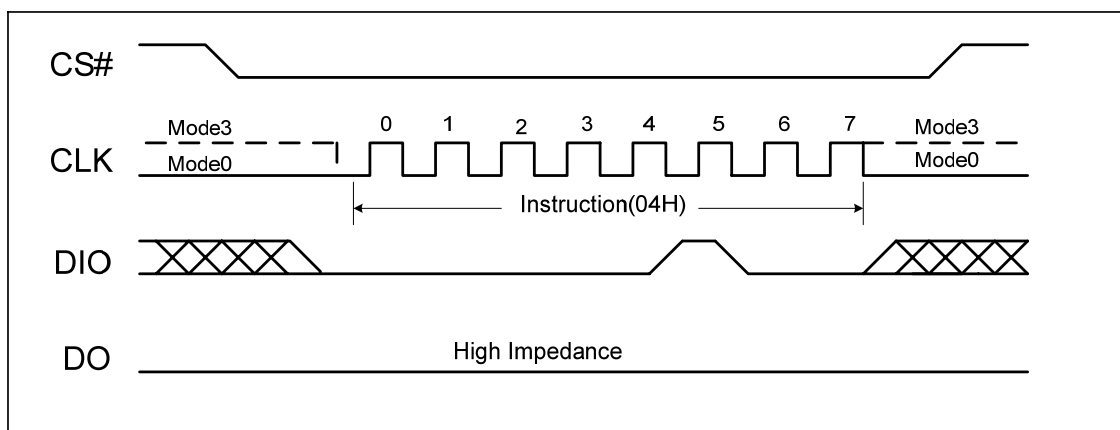 CS#
Mode3
0 1 2 3 4 5 6 7
Mode3
CLK
Mode0
Mode0
Instruction(04H)
DIO
High Impedance
DO